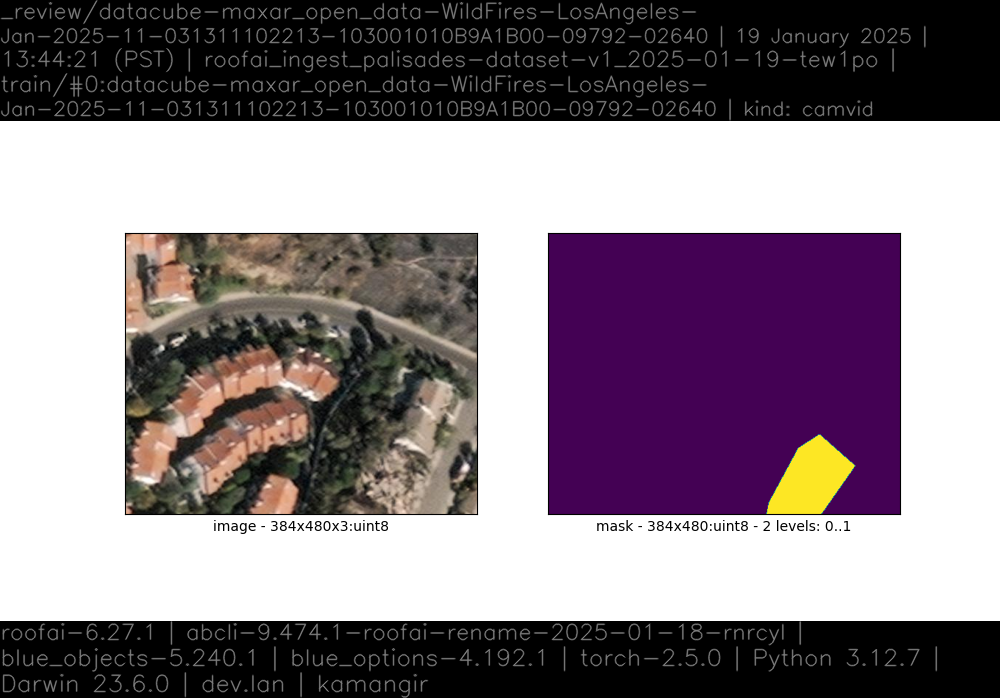 _review/datacube-maxar_open_data-WildFires-LosAngeles-
Jan-2025-11-031311102213-103001010B9A1B00-09792-02640 | 19 January 2025 |
13:44:21 (PST) | roofai_ingest_palisades-dataset-v1_2025-01-19-tew1po |
train/#0:datacube-maxar_open_data-WildFires-LosAngeles-
Jan-2025-11-031311102213-103001010B9A1B00-09792-02640 | kind: camvid
image - 384x480x3:uint8
mask - 384x480:uint8 - 2 levels: 0..1
roofai-6.27.1 | abcli-9.474.1-roofai-rename-2025-01-18-rnrcyl |
blue_objects-5.240.1 | blue_options-4.192.1 | torch-2.5.0 | Python 3.12.7 |
Darwin 23.6.0 | dev.lan | kamangir